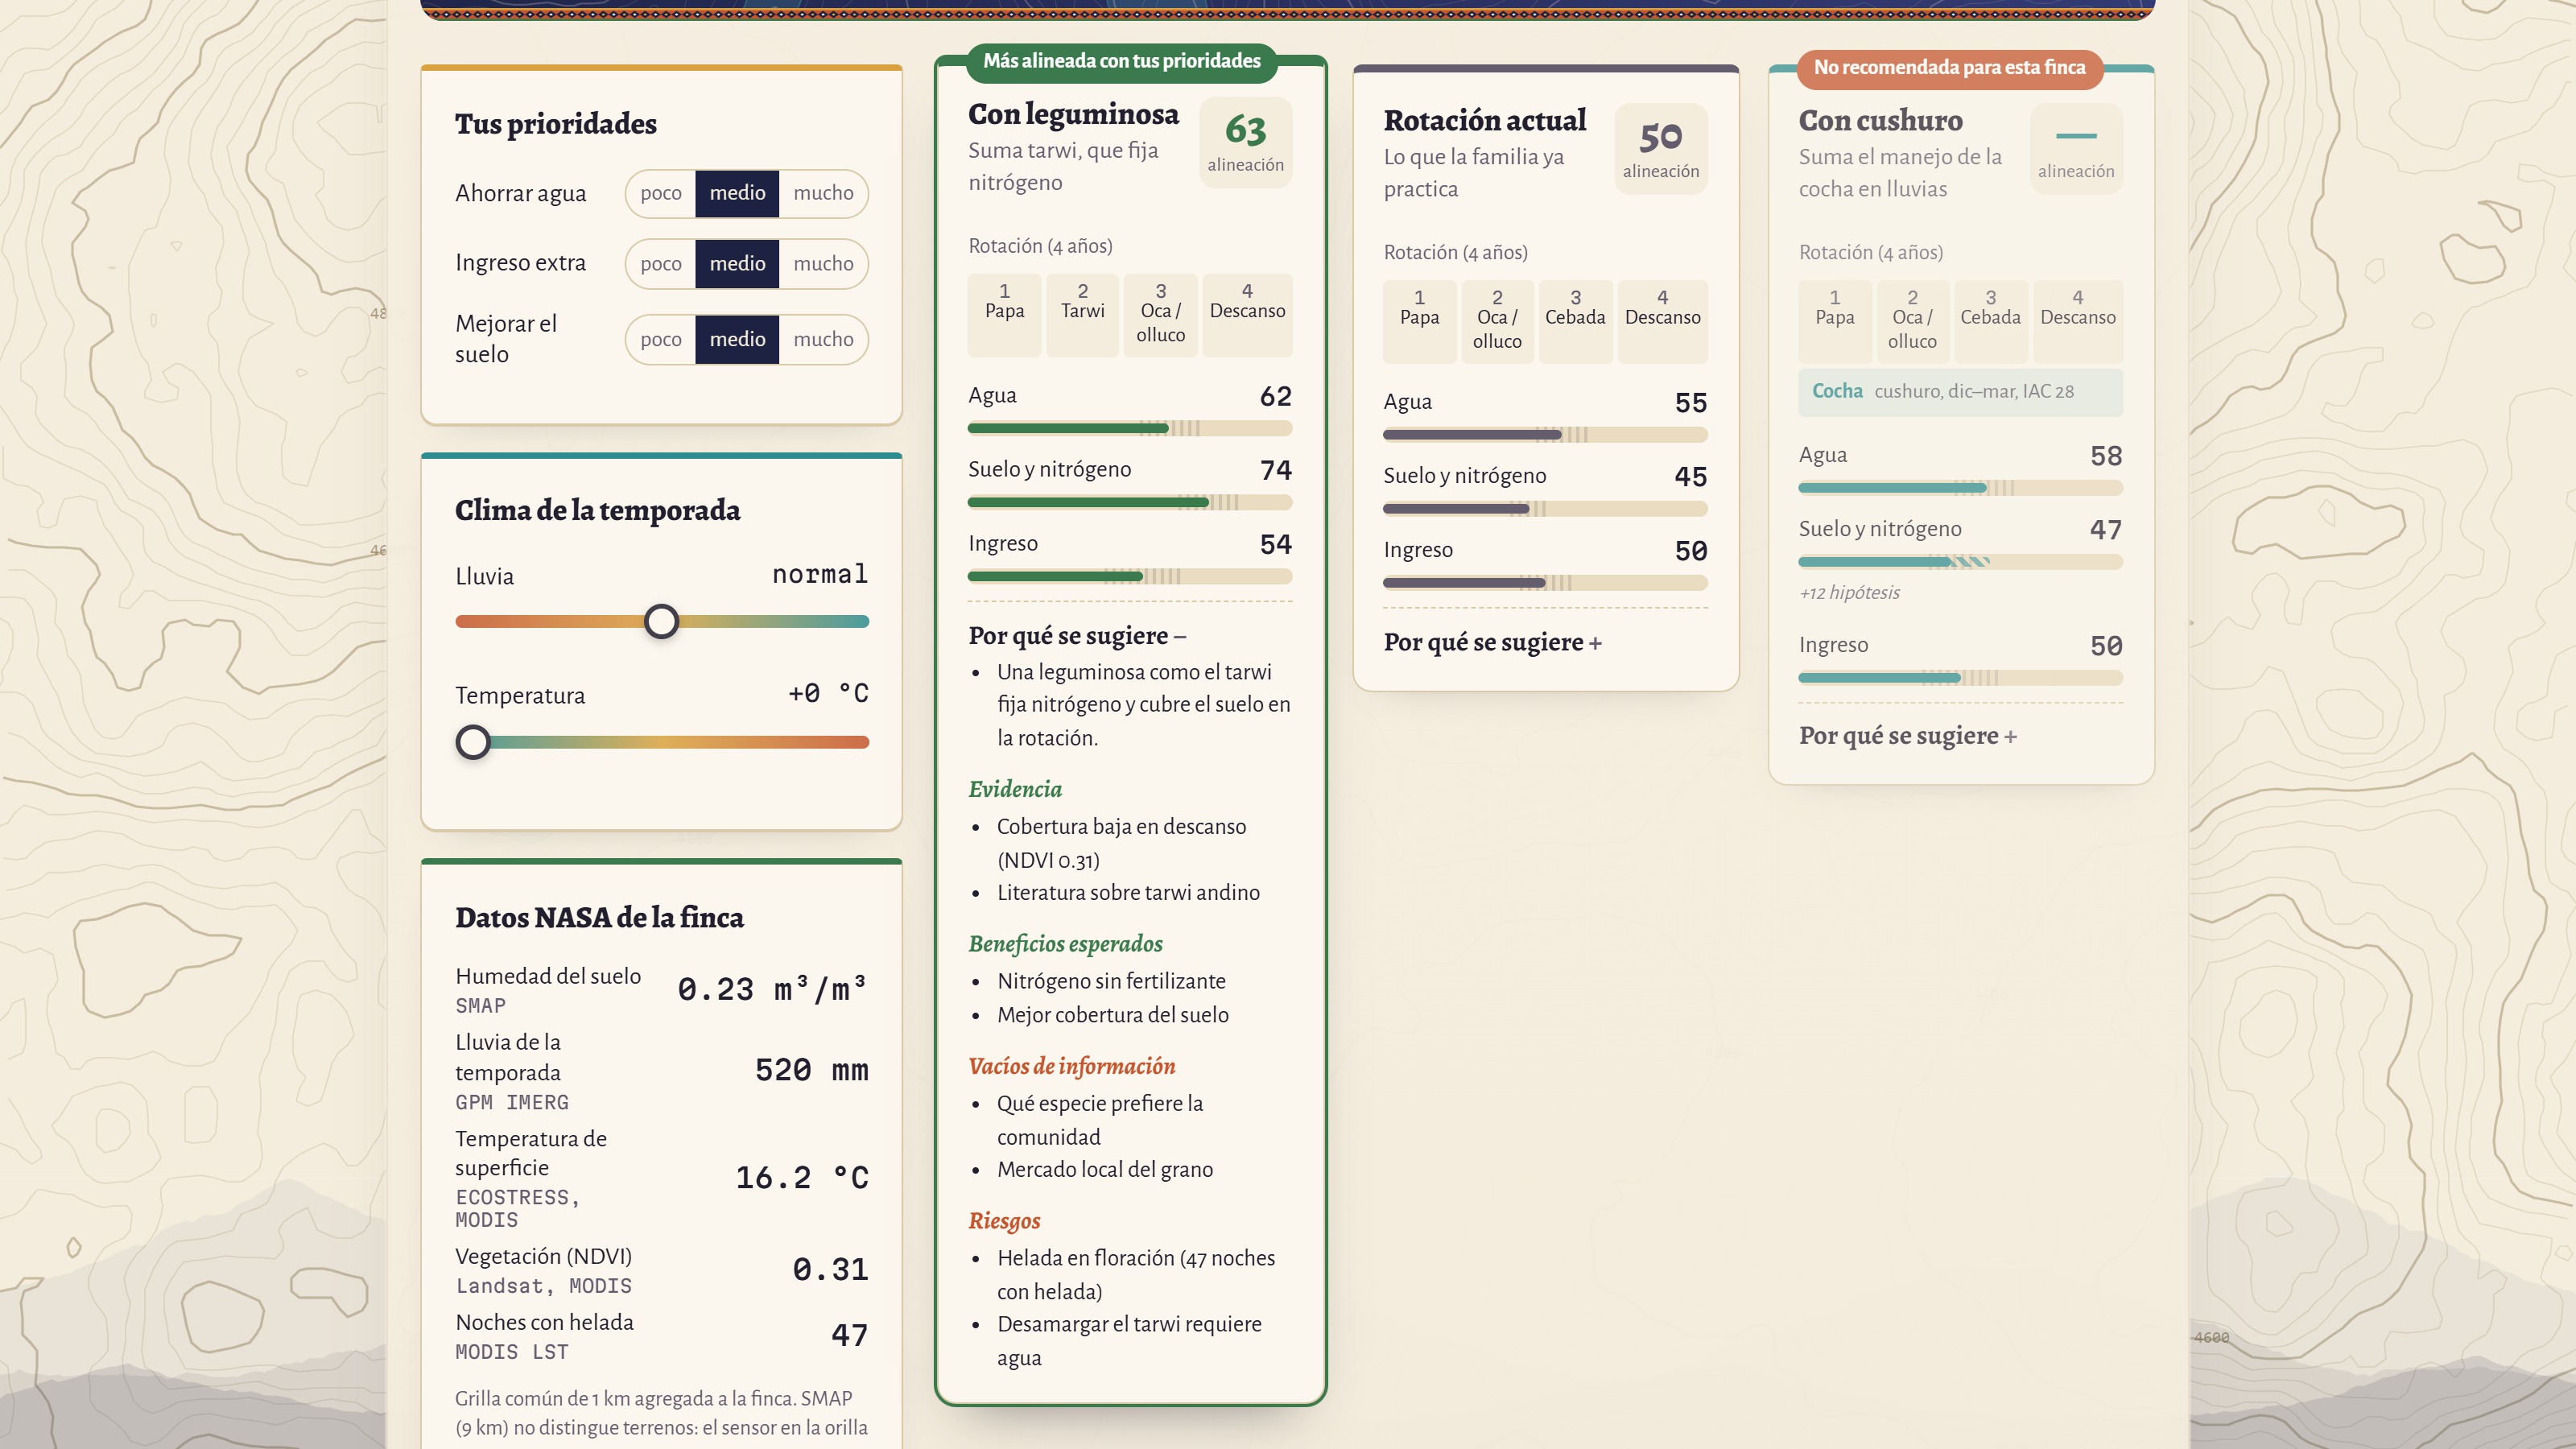 Tus prioridades
Ahorrar agua
poco medio mucho
Ingreso extra
poco medio mucho
Mejorar el
suelo
poco medio mucho
Clima de la temporada
Lluvia normal
Temperatura +0 °C
Datos NASA de la finca
Humedad del suelo
SMAP
0.23 m³/m³
Lluvia de la
temporada
GPM IMERG
520 mm
Temperatura de
superficie
ECOSTRESS,
MODIS
16.2 °C
Vegetación (NDVI)
Landsat, MODIS
0.31
Noches con helada
MODIS LST
47
Grilla común de 1 km agregada a la finca. SMAP
(9 km) no distingue terrenos: el sensor en la orilla
Más alineada con tus prioridades
Con leguminosa
Suma tarwi, que fija
nitrógeno
63
alineación
Rotación (4 años)
1 2 3 4
Papa Tarwi Oca / Descanso
olluco
Agua 62
Suelo y nitrógeno 74
Ingreso 54
Por qué se sugiere –
• Una leguminosa como el tarwi
fija nitrógeno y cubre el suelo en
la rotación.
Evidencia
• Cobertura baja en descanso
(NDVI 0.31)
• Literatura sobre tarwi andino
Beneficios esperados
• Nitrógeno sin fertilizante
• Mejor cobertura del suelo
Vacíos de información
• Qué especie prefiere la
comunidad
• Mercado local del grano
Riesgos
• Helada en floración (47 noches
con helada)
• Desamargar el tarwi requiere
agua
Rotación actual
Lo que la familia ya
practica
50
alineación
Rotación (4 años)
1 2 3 4
Papa Oca / Cebada Descanso
olluco
Agua 55
Suelo y nitrógeno 45
Ingreso 50
Por qué se sugiere +
No recomendada para esta finca
Con cushuro
Suma el manejo de la
cocha en lluvias
—
alineación
Rotación (4 años)
1 2 3 4
Papa Oca / Cebada Descanso
olluco
Cocha cushuro, dic–mar, IAC 28
Agua 58
Suelo y nitrógeno 47
+12 hipótesis
Ingreso 50
Por qué se sugiere +
4600